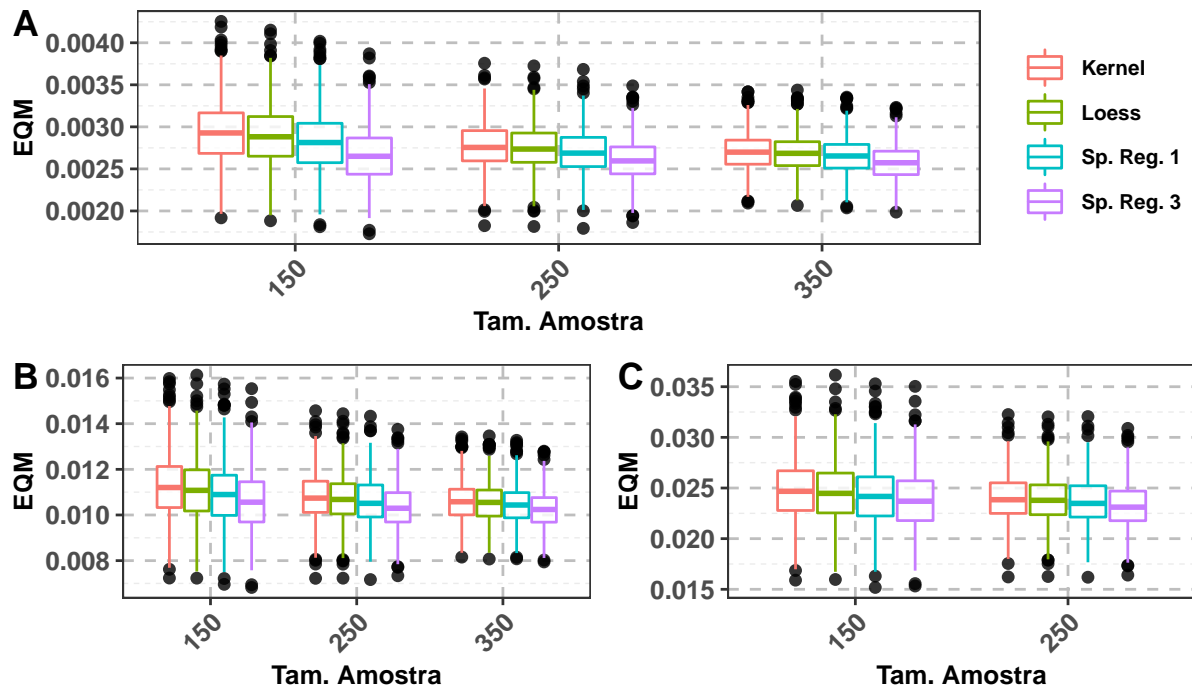 A
EQM
0.0040
0.0035
0.0030
0.0025
0.0020
150
250
350
Tam. Amostra
Kernel
Loess
Sp. Reg. 1
Sp. Reg. 3
B
EQM
0.016
0.014
0.012
0.010
0.008
150
250
350
Tam. Amostra
C
EQM
0.035
0.030
0.025
0.020
0.015
150
250
Tam. Amostra